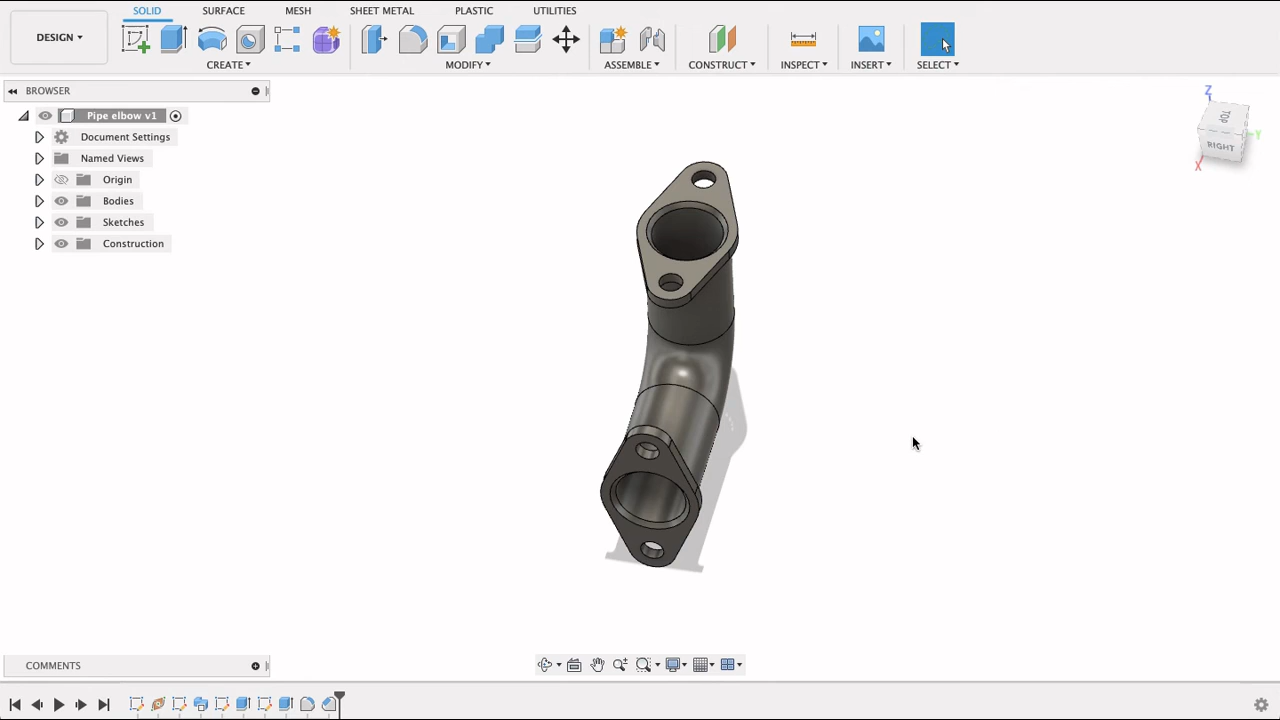 SOLID SURFACE MESH SHEET METAL PLASTIC UTILITIES
DESIGN
CREATE MODIFY ASSEMBLE CONSTRUCT INSPECT INSERT SELECT
BROWSER
Pipe elbow v1
Document Settings
Named Views
Origin
Bodies
Sketches
Construction
Z
TOP
Y
RIGHT
X
COMMENTS